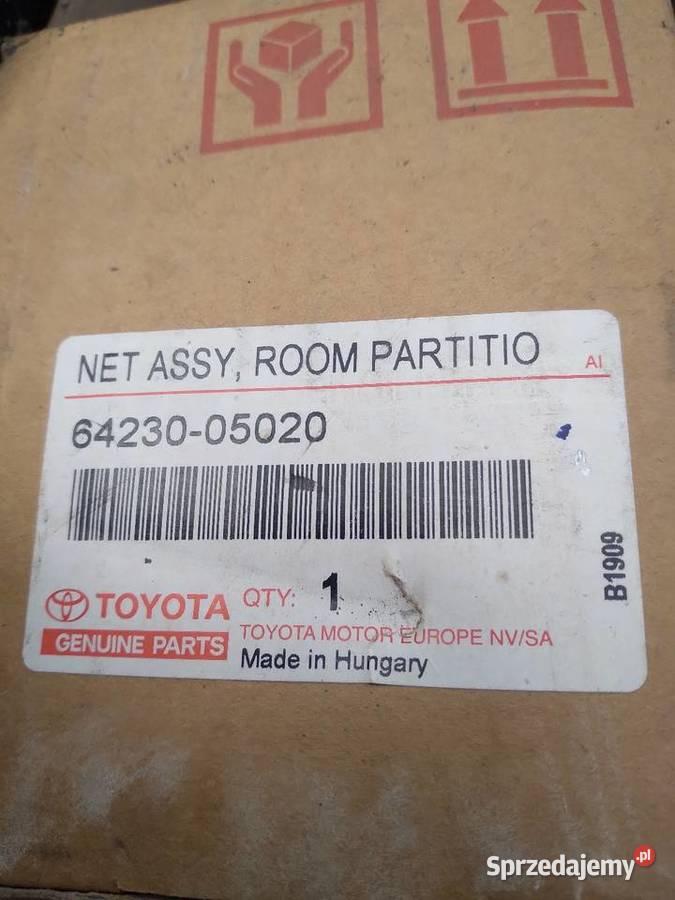 NET ASSY, ROOM PARTITIO
AI
64230-05020
B1909
TOYOTA
QTY: 1
GENUINE PARTS
TOYOTA MOTOR EUROPE NV/SA
Made in Hungary
Sprzedajemy.pl